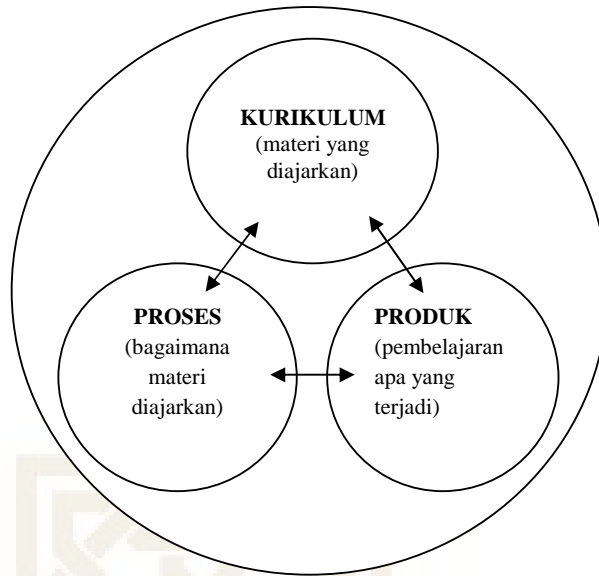 KURIKULUM
(materi yang
diajarkan)
PROSES
(bagaimana
materi
diajarkan)
PRODUK
(pembelajaran
apa yang
terjadi)